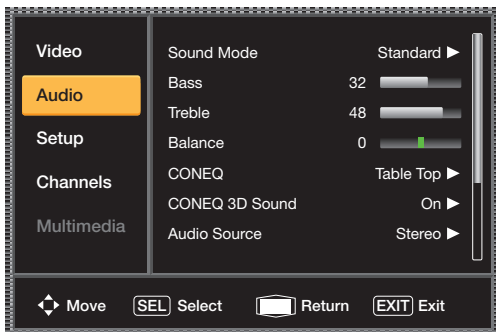 Video
Audio
Setup
Channels
Multimedia
Sound Mode Standard
Bass 32
Treble 48
Balance 0
CONEQ Table Top
CONEQ 3D Sound On
Audio Source Stereo
Move SEL Select Return EXIT Exit